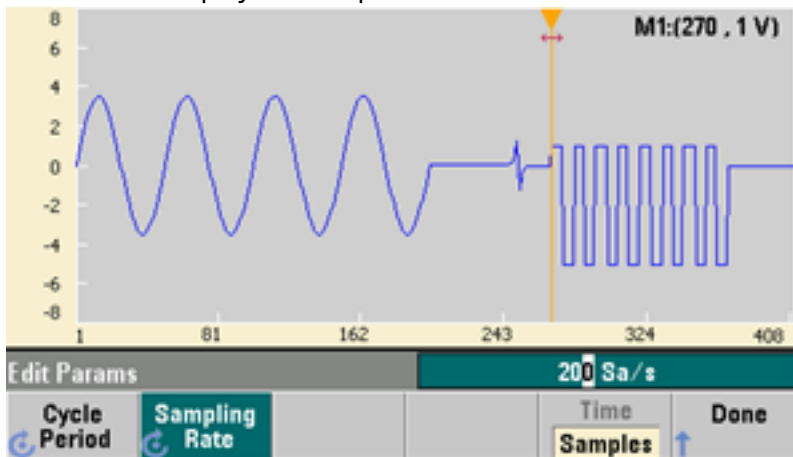 8
M1:(270 , 1 V)
6
4
2
0
-2
-4
-6
-8
1 81 162 243 324 408
Edit Params 200 Sa/s
Cycle Period
Sampling Rate
Time
Samples
Done